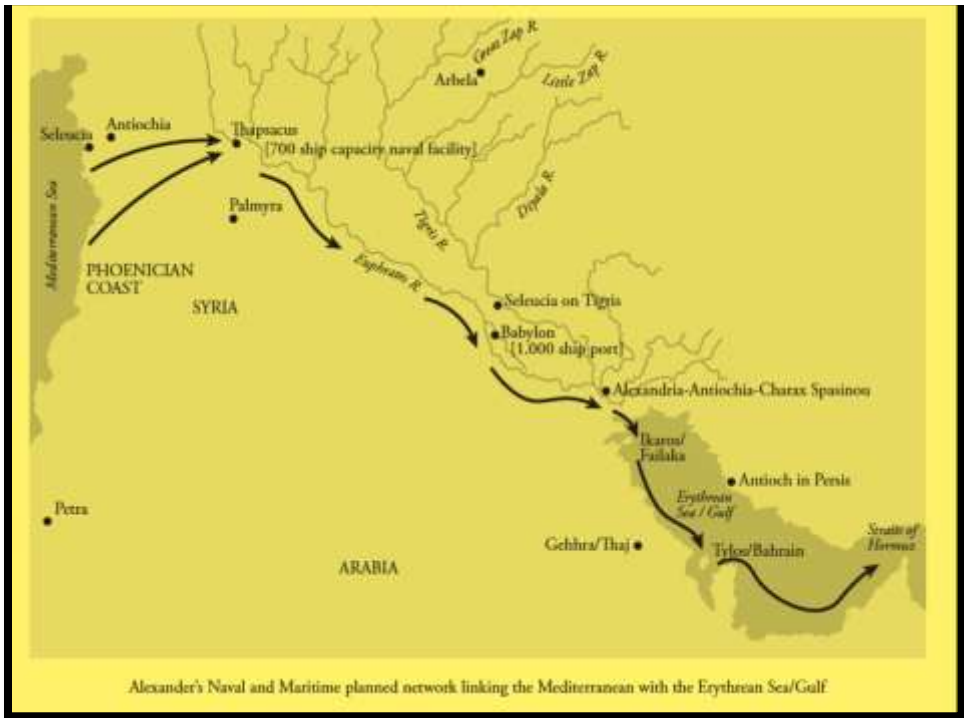 Great Zap R.
Arbela
Little Zap R.
Seleucia
Antiochia
Thapsacus
[700 ship capacity naval facility]
Mediterranean Sea
Palmyra
Tigris R.
Diyala R.
PHOENICIAN
COAST
Euphrates R.
SYRIA
Seleucia on Tigris
Babylon
[1.000 ship port]
Alexandria-Antiochia-Charax Spasinou
Ikaros/
Failaka
Antioch in Persis
Erythrean
Sea / Gulf
Petra
Straits of
Hormuz
Gehhra/Thaj
Tylos/Bahrain
ARABIA
Alexander's Naval and Maritime planned network linking the Mediterranean with the Erythrean Sea/Gulf